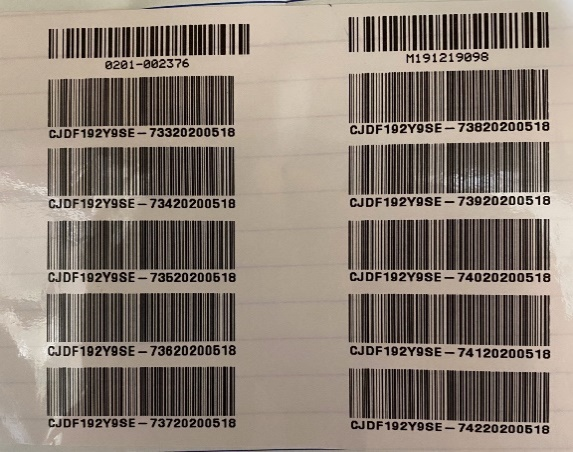 0201-002376
M191219098
CJDF192Y9SE-73320200518
CJDF192Y9SE-73820200518
CJDF192Y9SE-73420200518
CJDF192Y9SE-73920200518
CJDF192Y9SE-73520200518
CJDF192Y9SE-74020200518
CJDF192Y9SE-73620200518
CJDF192Y9SE-74120200518
CJDF192Y9SE-73720200518
CJDF192Y9SE-74220200518